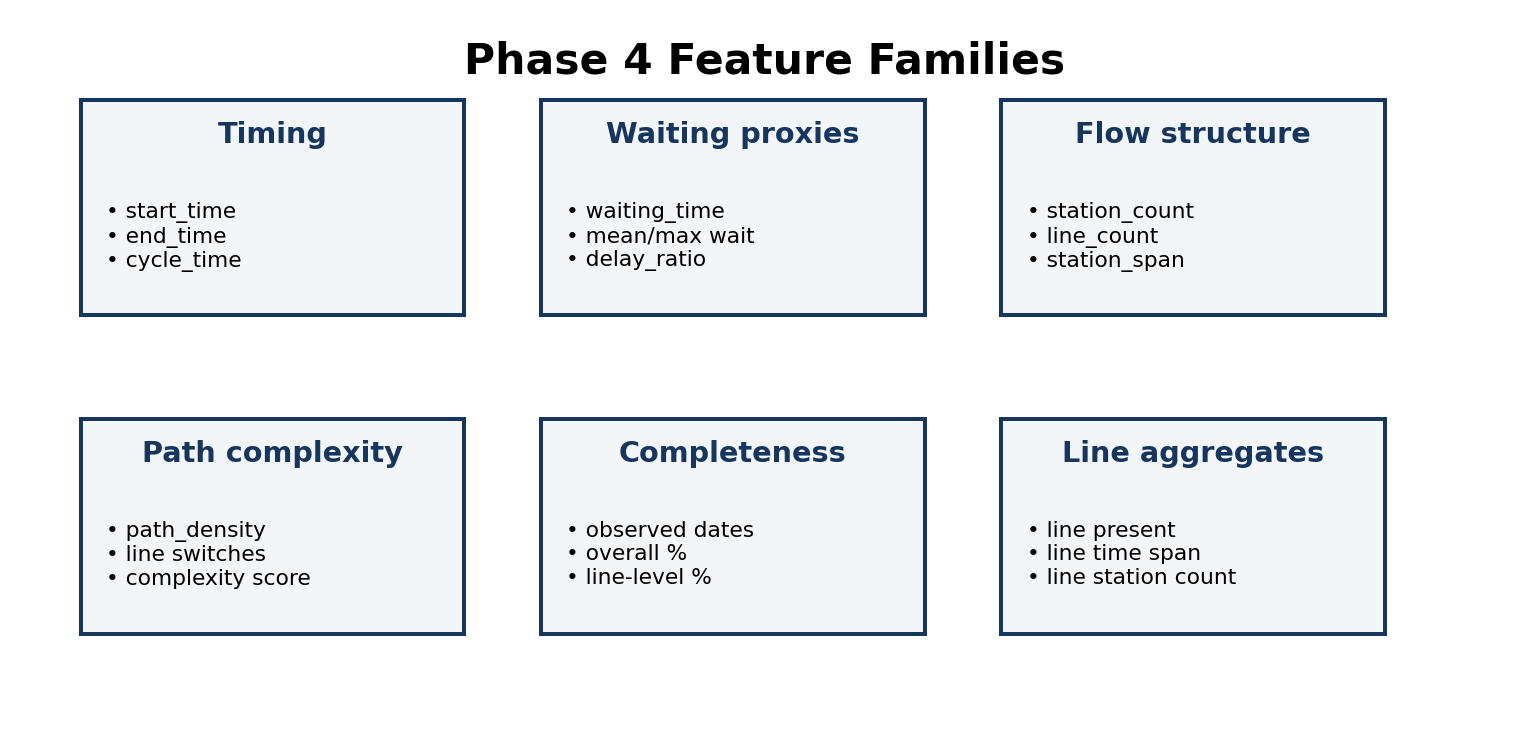 Phase 4 Feature Families
Timing
• start_time
• end_time
• cycle_time
Waiting proxies
• waiting_time
• mean/max wait
• delay_ratio
Flow structure
• station_count
• line_count
• station_span
Path complexity
• path_density
• line switches
• complexity score
Completeness
• observed dates
• overall %
• line-level %
Line aggregates
• line present
• line time span
• line station count